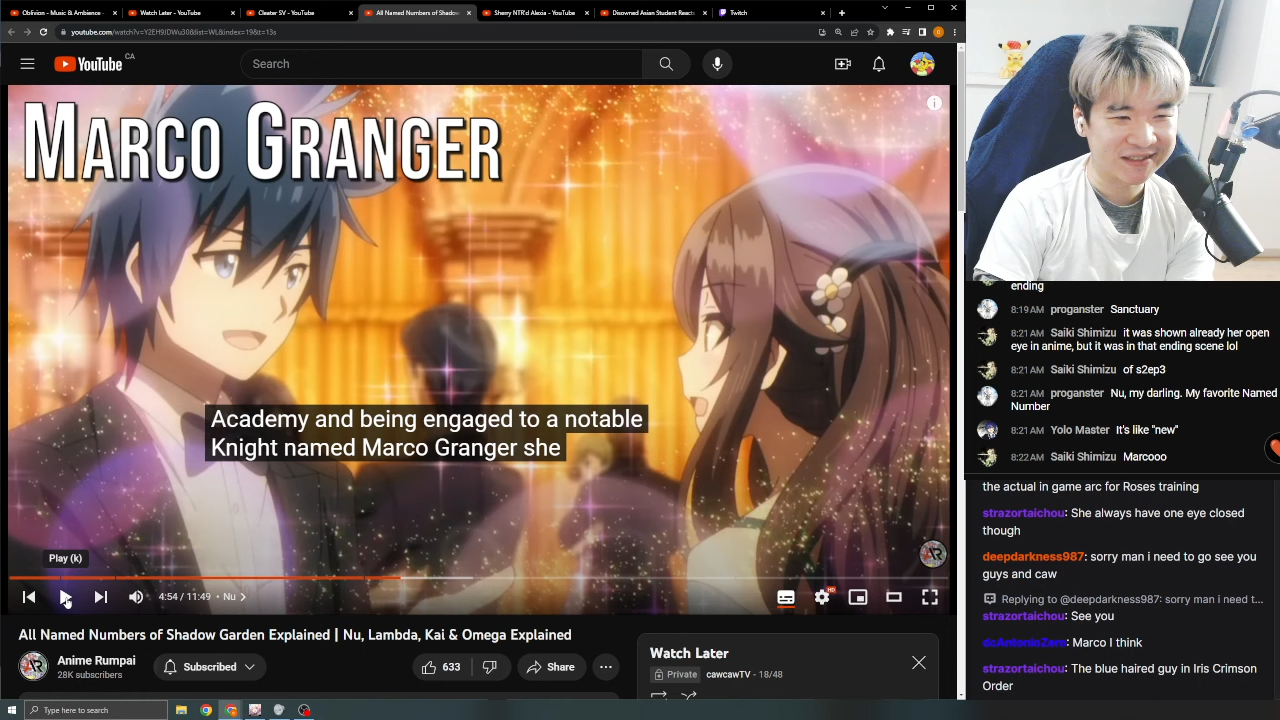 Oblivion - Music & Ambience -
Watch Later - YouTube
Cleater SV - YouTube
All Named Numbers of Shadow
Sherry NTR'd Alexia - YouTube
Disowned Asian Student Reacts
Twitch
youtube.com/watch?v=Y2EH9JDWu30&list=WL&index=19&t=15s
YouTube CA
Search
MARCO GRANGER
Academy and being engaged to a notable
Knight named Marco Granger she
Play (k)
4:54 / 11:49 • Nu
HD
All Named Numbers of Shadow Garden Explained | Nu, Lambda, Kai & Omega Explained
Anime Rumpai
28K subscribers
Subscribed
633
Share
Watch Later
Private
cawcawTV - 18/48
Type here to search
ending
8:19 AM proganster Sanctuary
8:21 AM Saiki Shimizu it was shown already her open
eye in anime, but it was in that ending scene lol
8:21 AM Saiki Shimizu of s2ep3
8:21 AM proganster Nu, my darling. My favorite Named
Number
8:21 AM Yolo Master It's like "new"
8:22 AM Saiki Shimizu Marcooo
the actual in game arc for Roses training
strazortaichou: She always have one eye closed
though
deepdarkness987: sorry man i need to go see you
guys and caw
Replying to @deepdarkness987: sorry man i need t...
strazortaichou: See you
dcAntoninZero: Marco I think
strazortaichou: The blue haired guy in Iris Crimson
Order